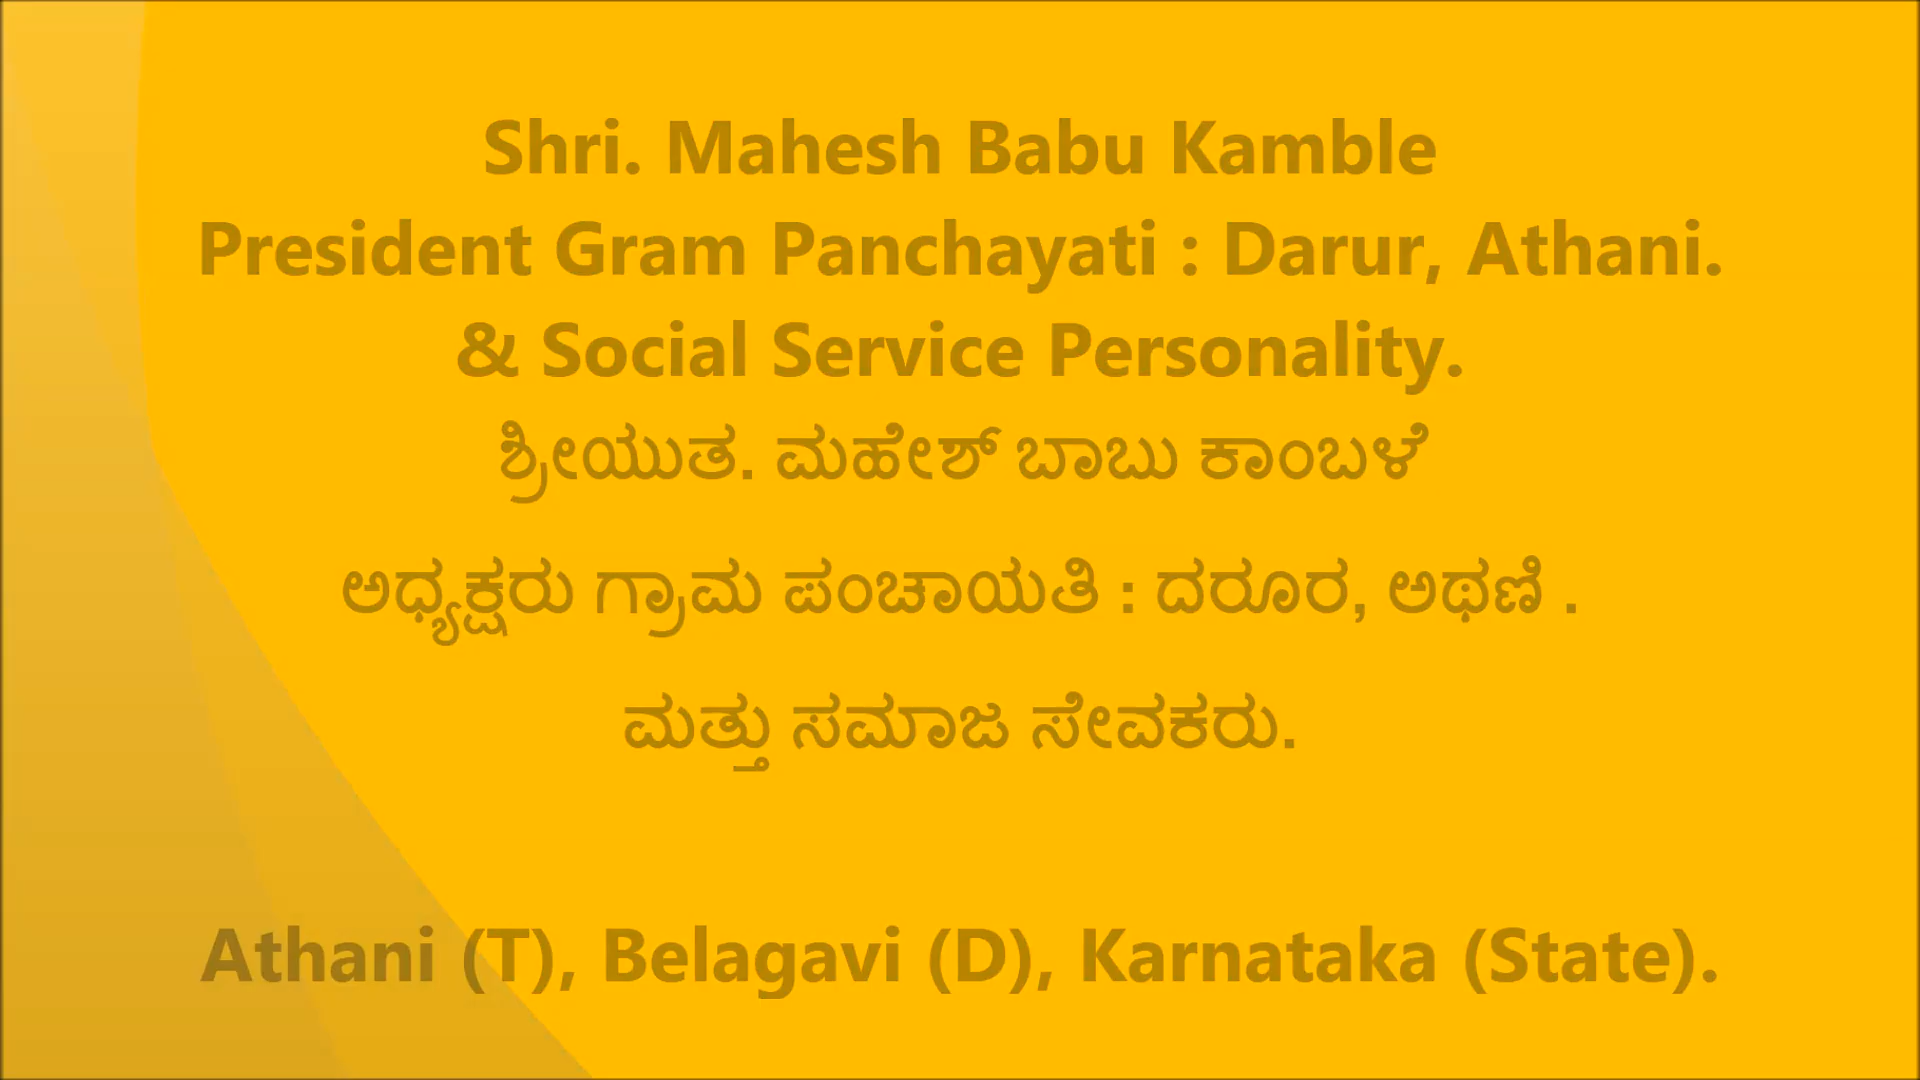 Shri. Mahesh Babu Kamble
President Gram Panchayati : Darur, Athani.
& Social Service Personality.
ಶ್ರೀಯುತ. ಮಹೇಶ್ ಬಾಬು ಕಾಂಬಳೆ
ಅಧ್ಯಕ್ಷರು ಗ್ರಾಮ ಪಂಚಾಯತಿ : ದರೂರ, ಅಥಣಿ .
ಮತ್ತು ಸಮಾಜ ಸೇವಕರು.
Athani (T), Belagavi (D), Karnataka (State).